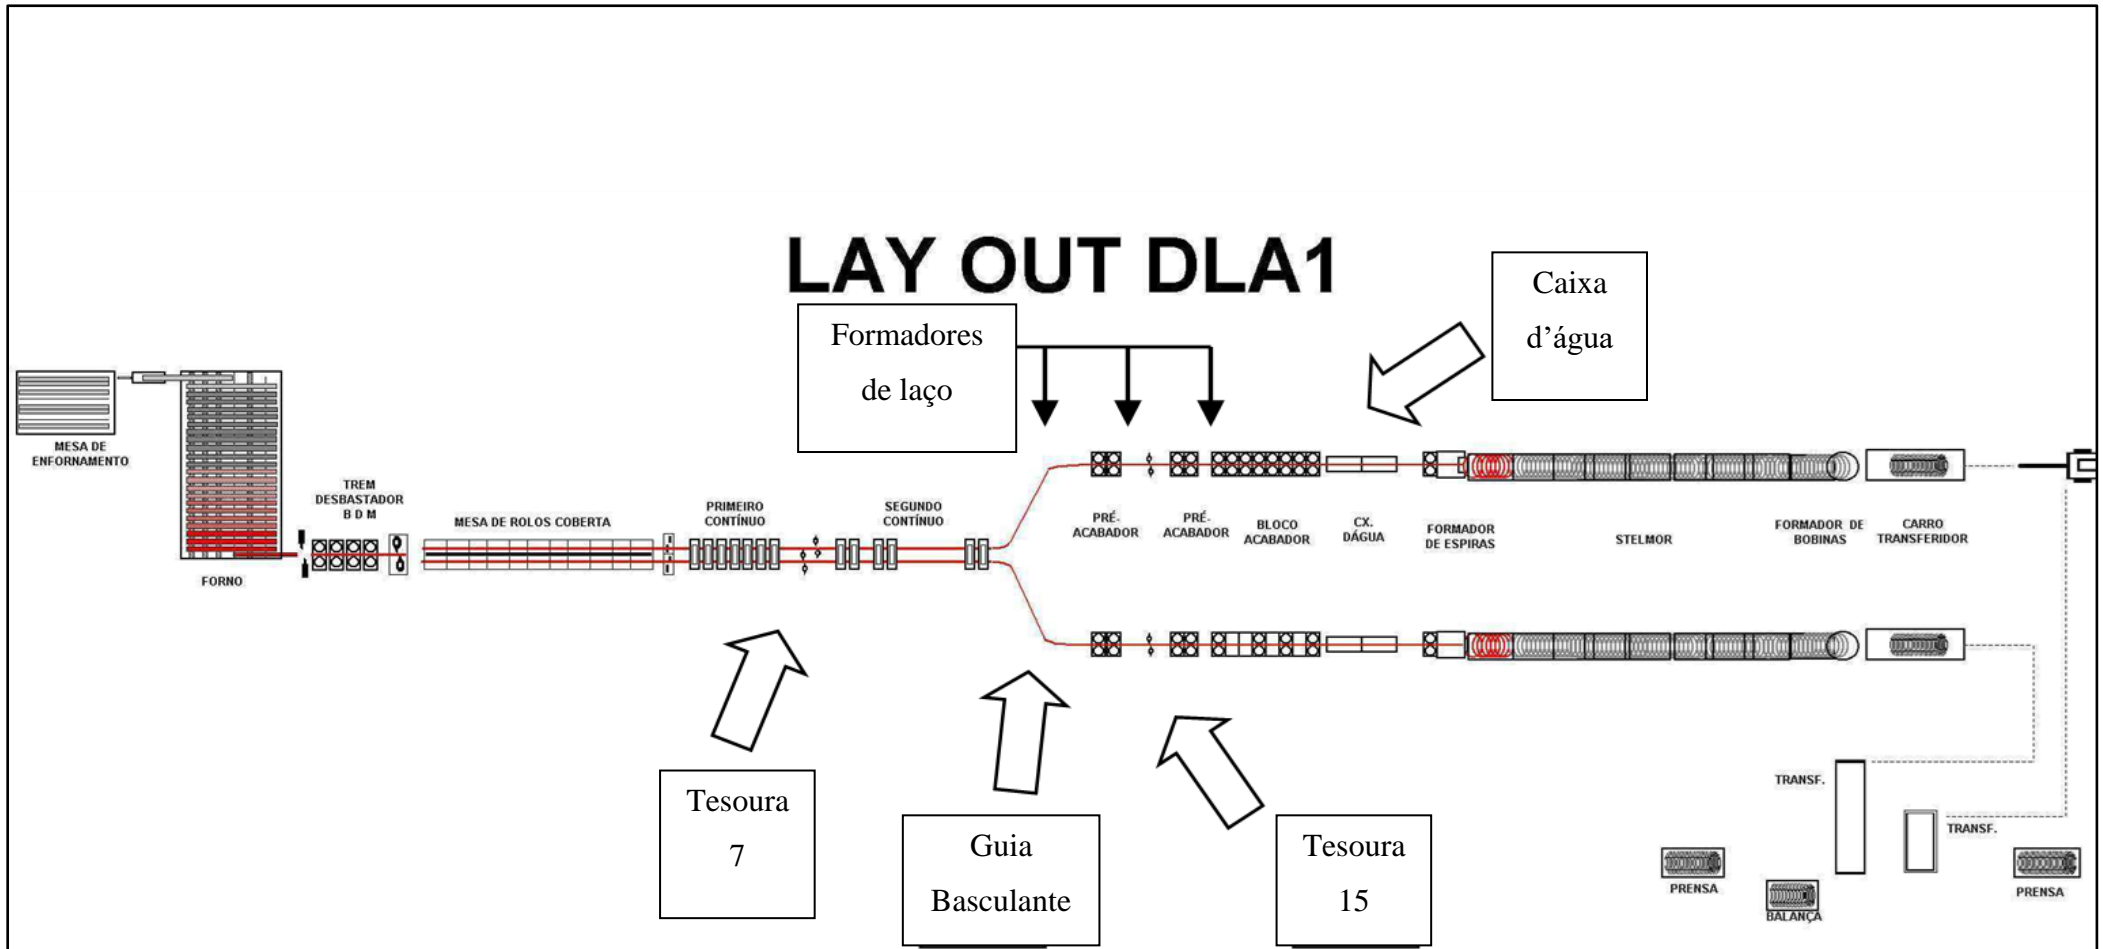 LAY OUT DLA1
Formadores
de laço
Caixa
d’água
MESA DE
ENFORNAMENTO
FORNO
TREM
DESBASTADOR
B D M
MESA DE ROLOS COBERTA
PRIMEIRO
CONTÍNUO
SEGUNDO
CONTÍNUO
PRÉ-
ACABADOR
PRÉ-
ACABADOR
BLOCO
ACABADOR
CX.
DÁGUA
FORMADOR
DE ESPIRAS
STELMOR
FORMADOR DE
BOBINAS
CARRO
TRANSFERIDOR
Tesoura
7
Guia
Basculante
Tesoura
15
TRANSF.
TRANSF.
PRENSA
BALANÇA
PRENSA